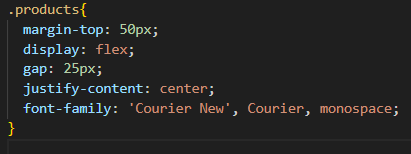 .products{
  margin-top: 50px;
  display: flex;
  gap: 25px;
  justify-content: center;
  font-family: 'Courier New', Courier, monospace;
}